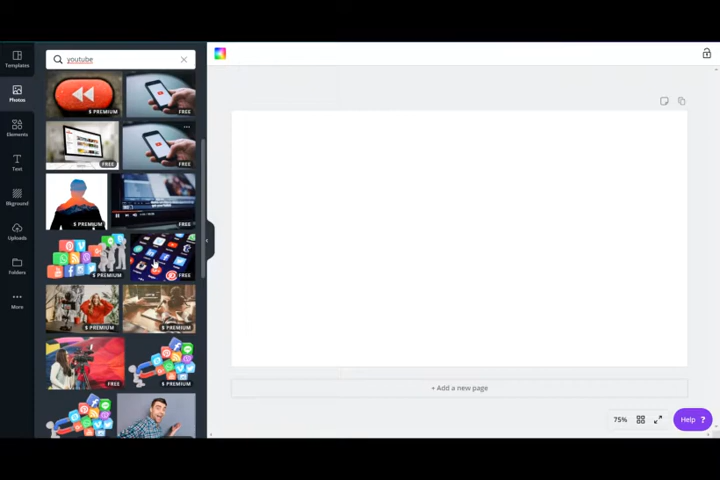 Templates
youtube
Photos
$ PREMIUM
FREE
Elements
FREE
FREE
Text
Bkground
$ PREMIUM
FREE
Uploads
$ PREMIUM
FREE
Folders
More
$ PREMIUM
$ PREMIUM
FREE
$ PREMIUM
+ Add a new page
75%
Help ?